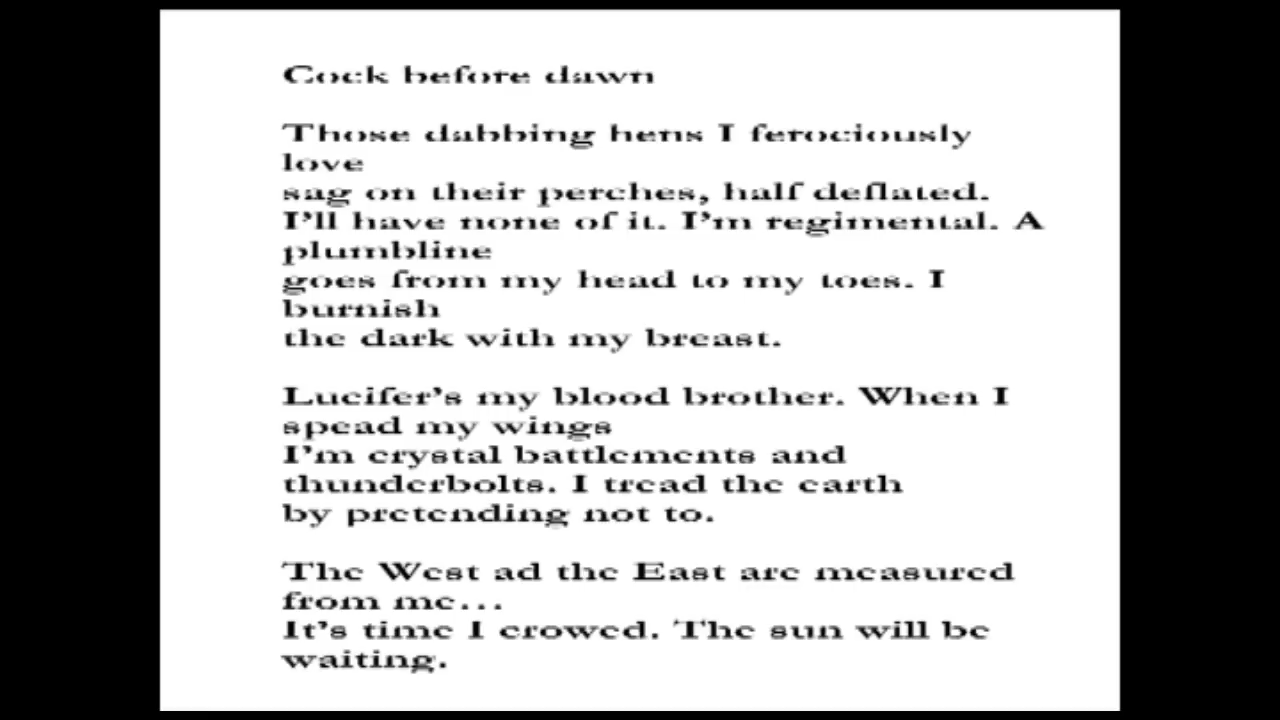 Cock before dawn
Those dabbing hens I ferociously
love
sag on their perches, half deflated.
I'll have none of it. I'm regimental. A
plumbline
goes from my head to my toes. I
burnish
the dark with my breast.
Lucifer's my blood brother. When I
spead my wings
I'm crystal battlements and
thunderbolts. I tread the earth
by pretending not to.
The West ad the East are measured
from me...
It's time I crowed. The sun will be
waiting.